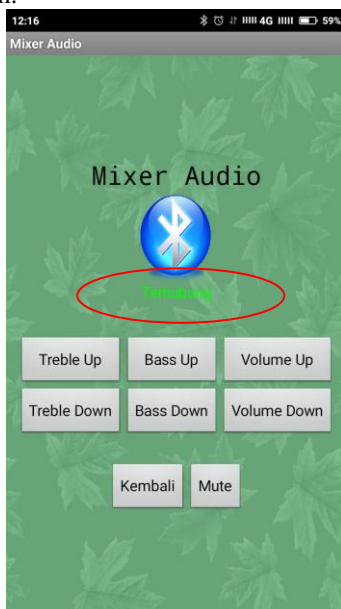 12:16 4G 59%
Mixer Audio
Mixer Audio
Terhubung
Treble Up Bass Up Volume Up
Treble Down Bass Down Volume Down
Kembali Mute